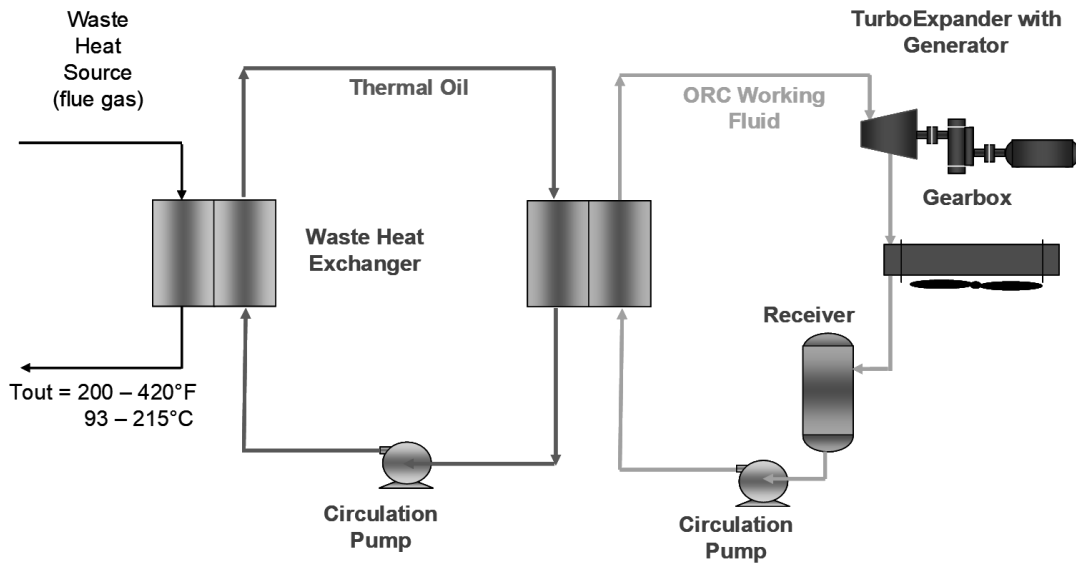 Waste
Heat
Source
(flue gas)
Thermal Oil
ORC Working
Fluid
TurboExpander with
Generator
Gearbox
Waste Heat
Exchanger
Receiver
Tout = 200 – 420°F
93 – 215°C
Circulation
Pump
Circulation
Pump